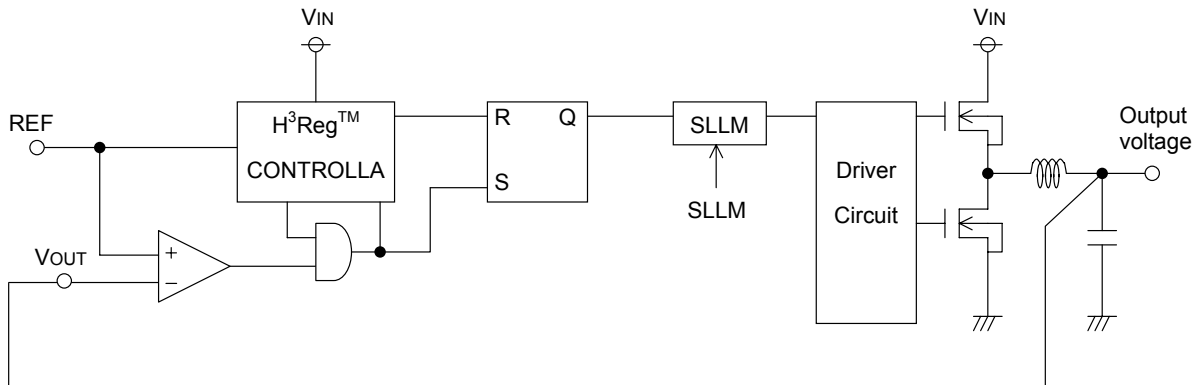 VIN
VIN
REF
H³Reg™
CONTROLLA
R
Q
S
SLLM
SLLM
Driver
Circuit
Output
voltage
VOUT
+
−